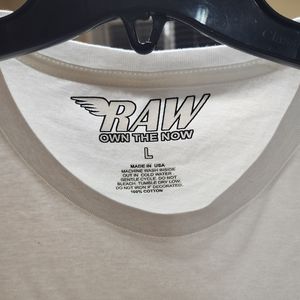 RAW
OWN THE NOW
L
MADE IN USA
MACHINE WASH INSIDE
OUT IN COLD WATER
GENTLE CYCLE. DO NOT
BLEACH. TUMBLE DRY LOW.
DO NOT IRON IF DECORATED.
100% COTTON